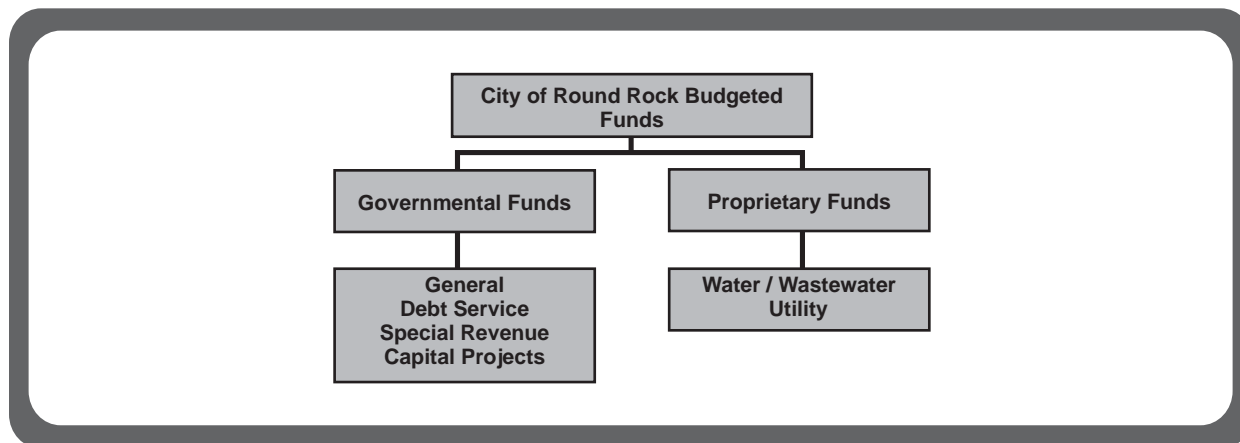 City of Round Rock Budgeted
Funds
Governmental Funds
Proprietary Funds
General
Debt Service
Special Revenue
Capital Projects
Water / Wastewater
Utility